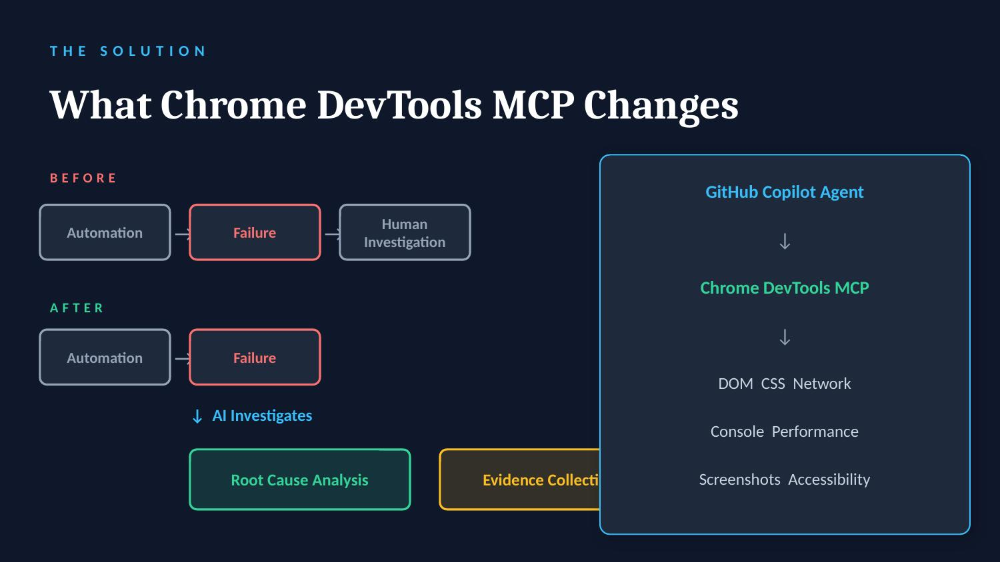 THE SOLUTION
What Chrome DevTools MCP Changes
BEFORE
Automation
→
Failure
→
Human
Investigation
AFTER
Automation
→
Failure
↓ AI Investigates
Root Cause Analysis
Evidence Collecti
GitHub Copilot Agent
↓
Chrome DevTools MCP
↓
DOM CSS Network
Console Performance
Screenshots Accessibility